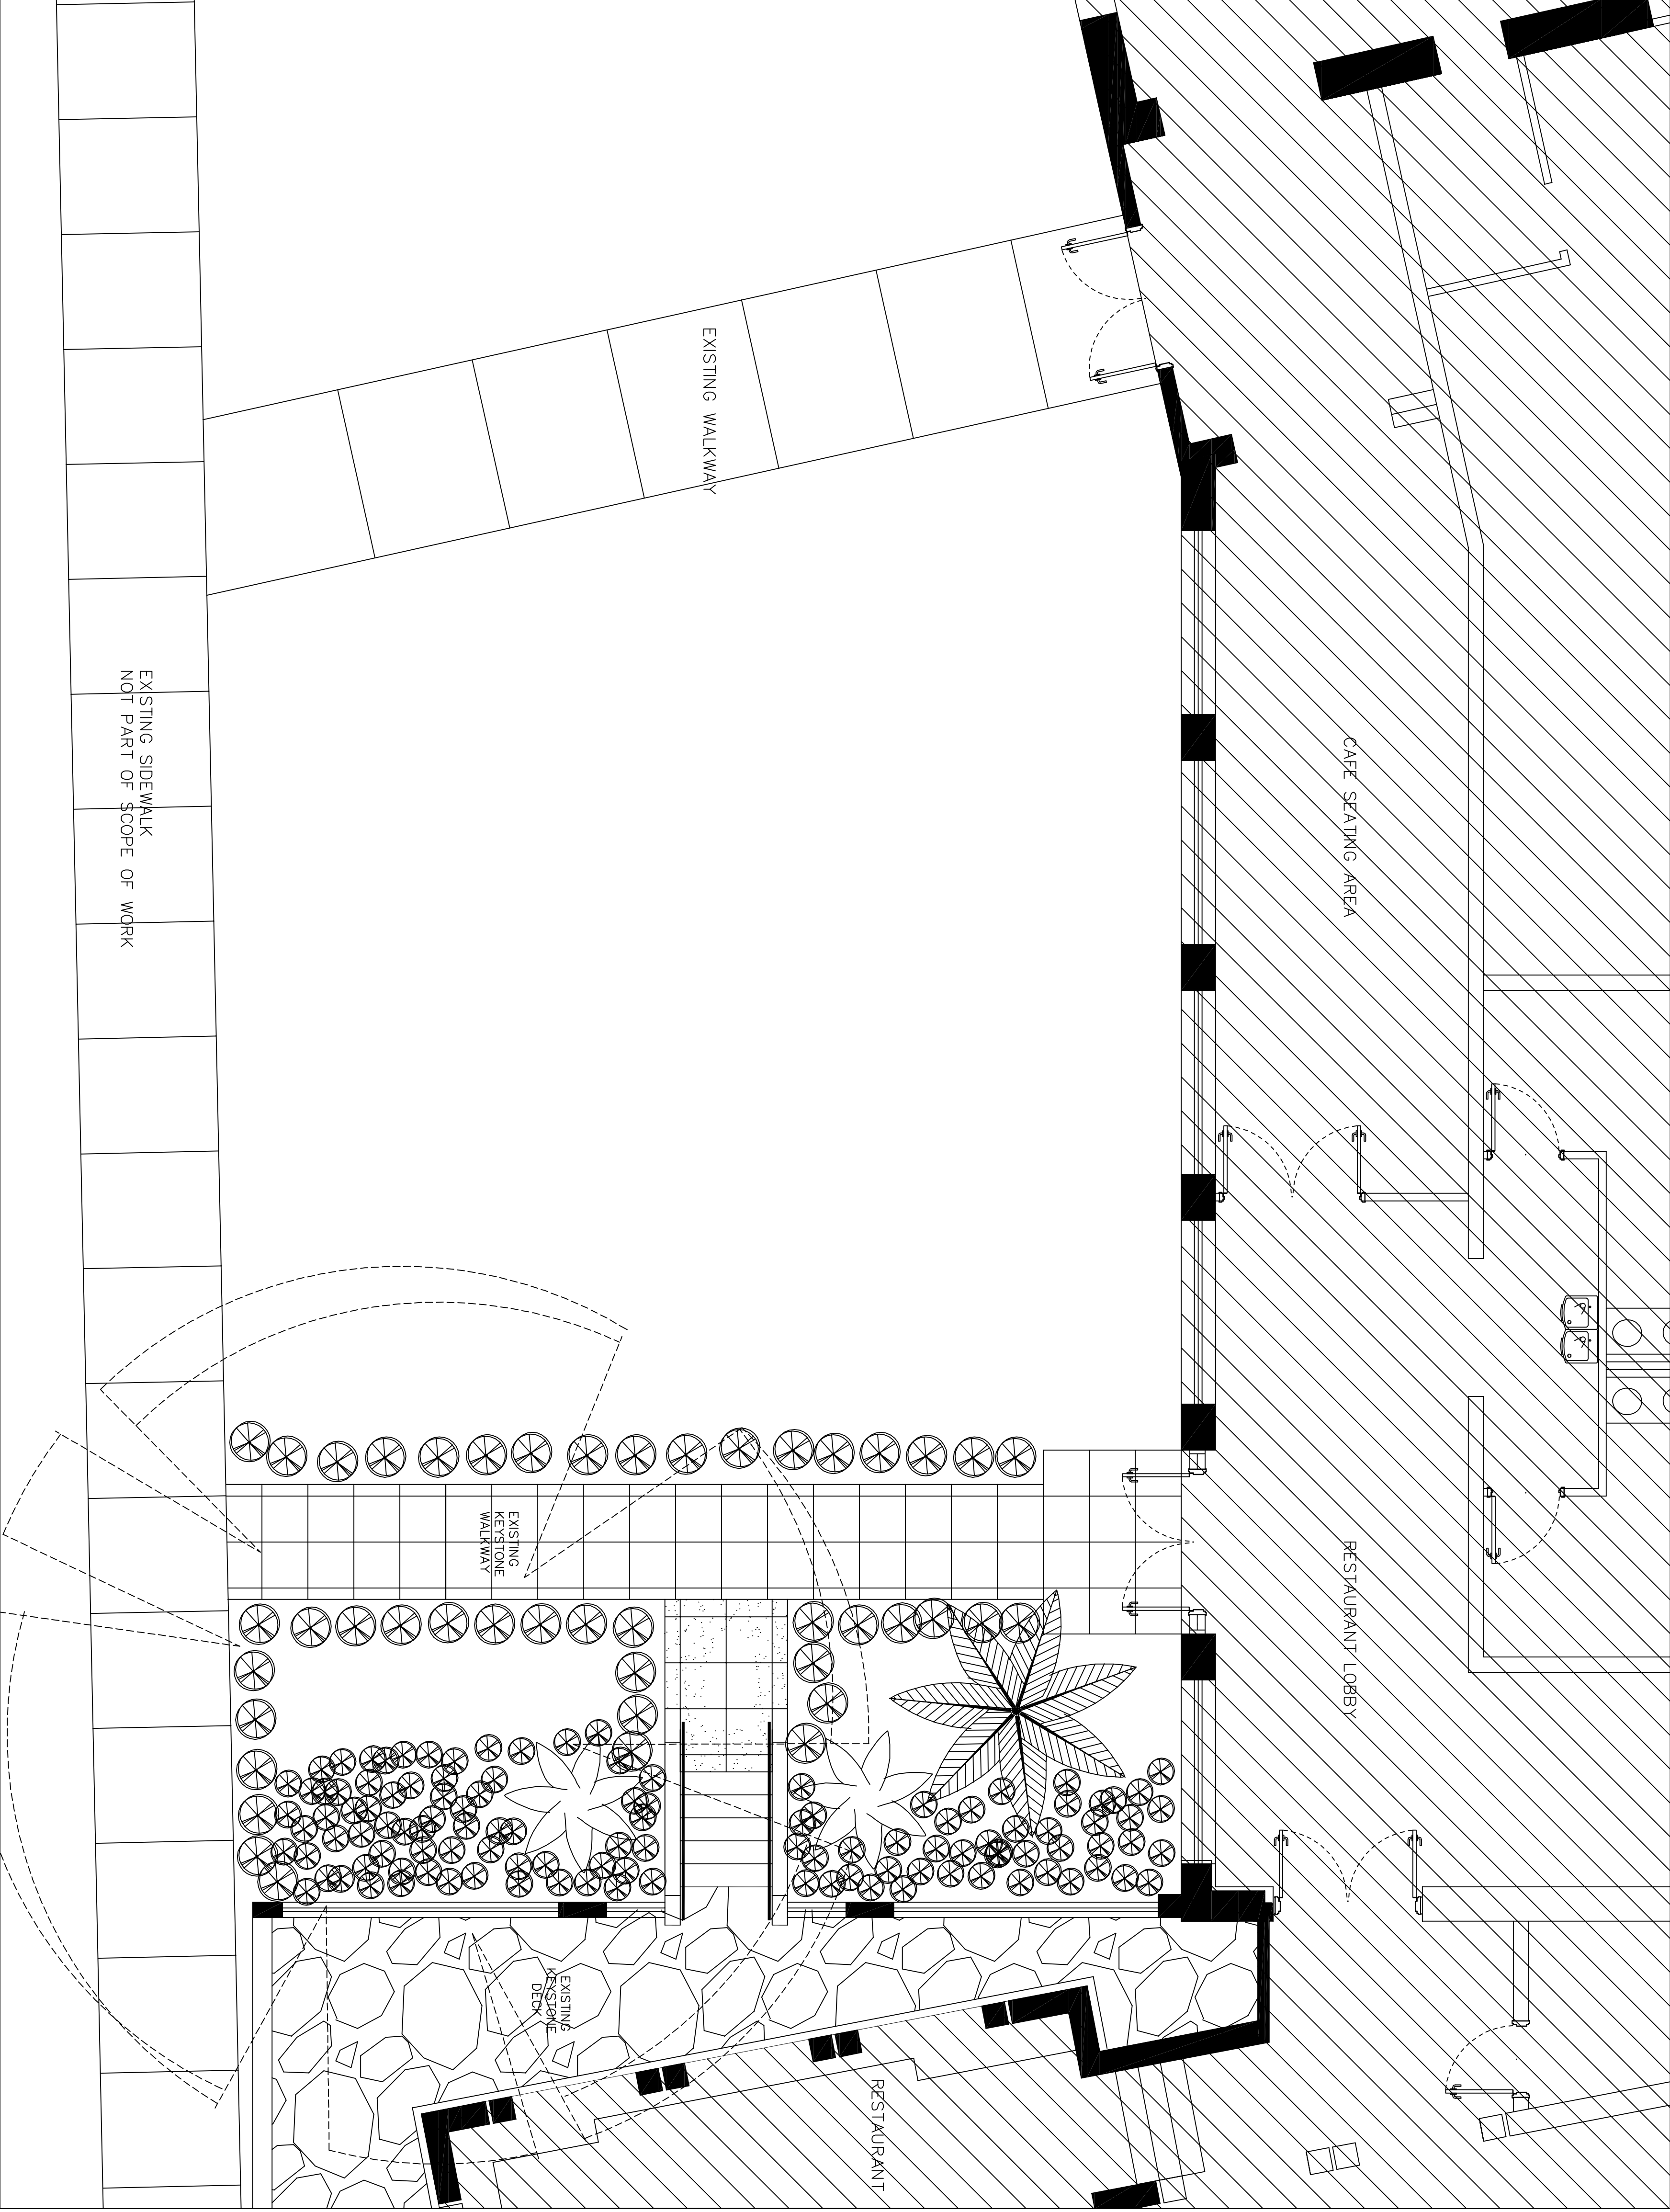 EXISTING WALKWAY
EXISTING SIDEWALK
NOT PART OF SCOPE OF WORK
CAFE SEATING AREA
EXISTING
KEYSTONE
WALKWAY
RESTAURANT LOBBY
EXISTING
KEYSTONE
DECK
RESTAURANT